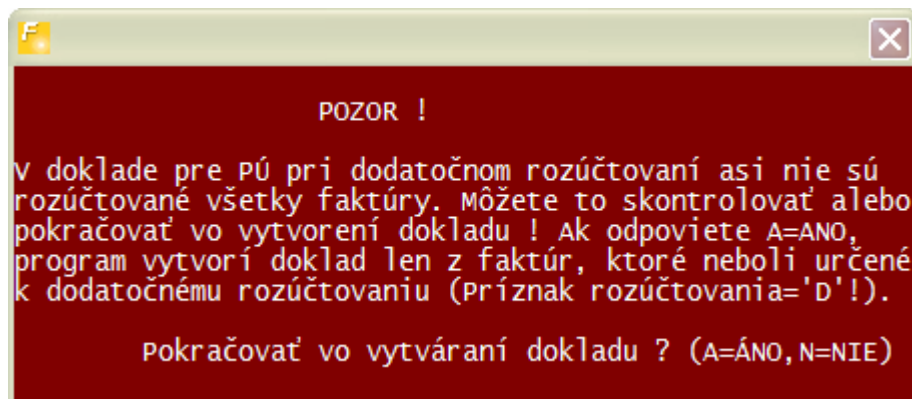 F
POZOR !
V doklade pre PÚ pri dodatočnom rozúčtovaní asi nie sú
rozúčtované všetky faktúry. Môžete to skontrolovať alebo
pokračovať vo vytvorení dokladu ! Ak odpoviete A=ANO,
program vytvorí doklad len z faktúr, ktoré neboli určené
k dodatočnému rozúčtovaniu (Príznak rozúčtovania='D'!).
Pokračovať vo vytváraní dokladu ? (A=ÁNO,N=NIE)